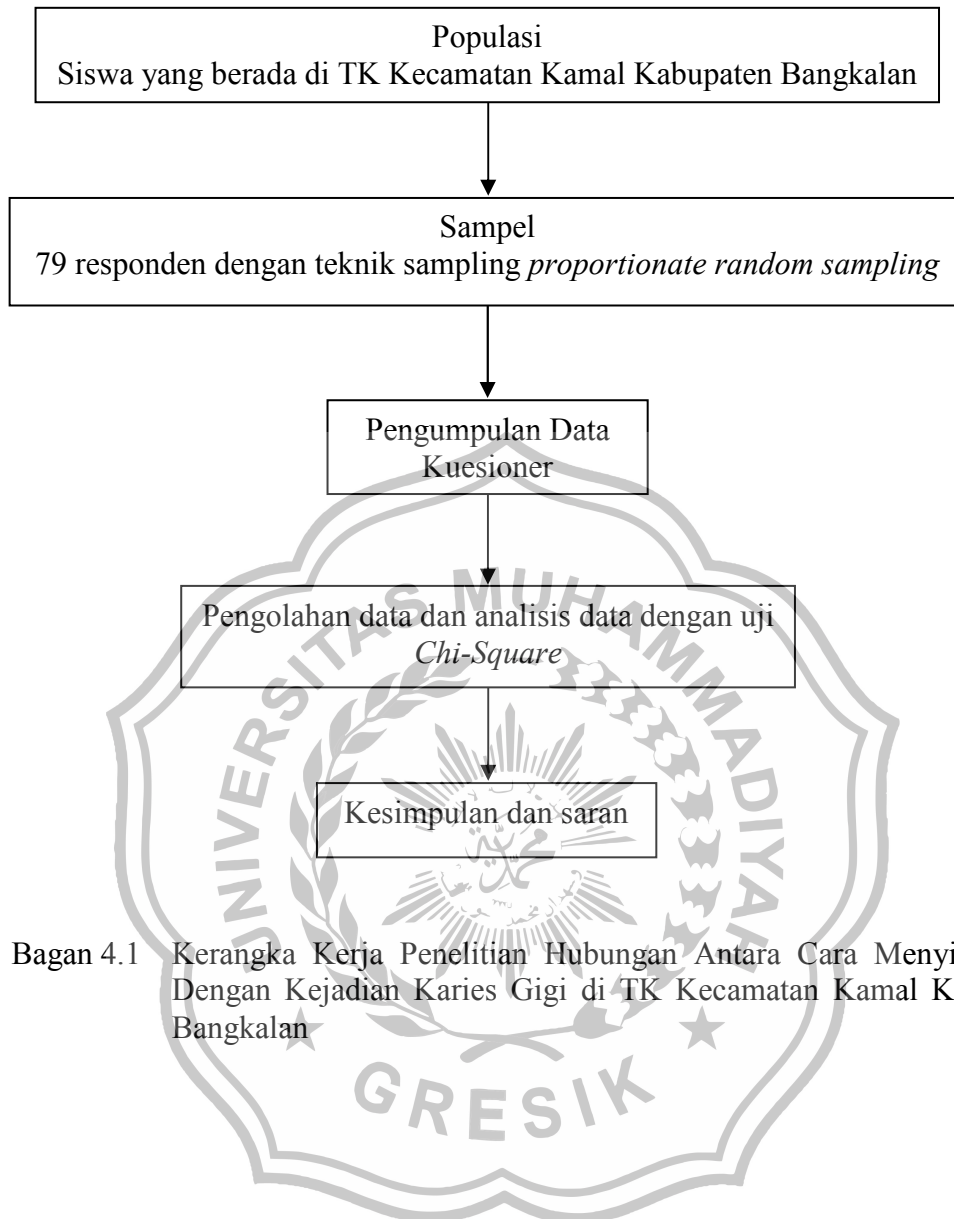 Populasi
Siswa yang berada di TK Kecamatan Kamal Kabupaten Bangkalan
Sampel
79 responden dengan teknik sampling proportionate random sampling
Pengumpulan Data
Kuesioner
Pengolahan data dan analisis data dengan uji
Chi-Square
Kesimpulan dan saran
Bagan 4.1 Kerangka Kerja Penelitian Hubungan Antara Cara Menyi
Dengan Kejadian Karies Gigi di TK Kecamatan Kamal K
Bangkalan
UNIVERSITAS MUHAMMADIYAH
GRESIK